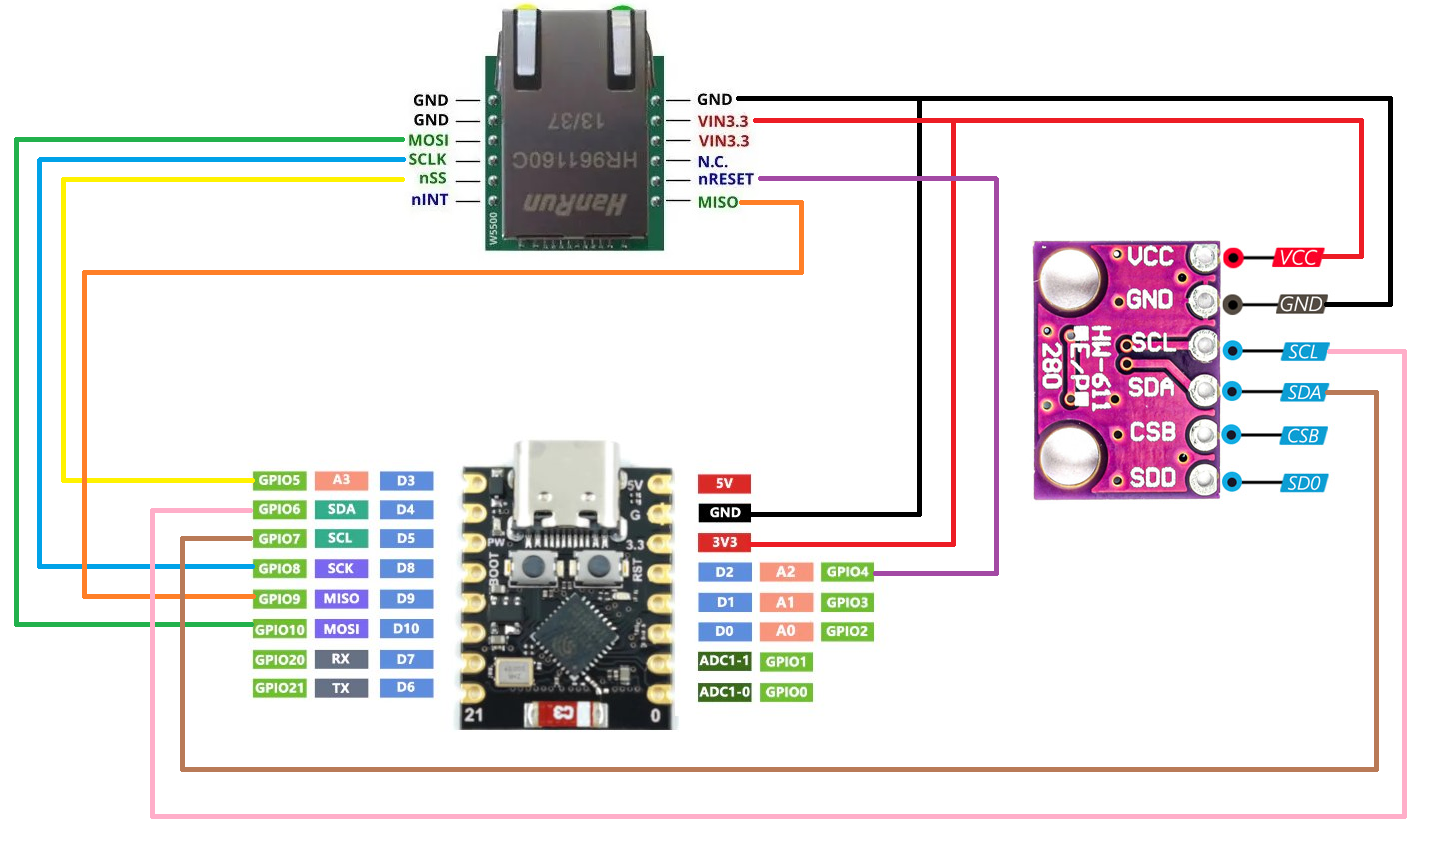 GND
GND
MOSI
SCLK
nSS
nINT
GND
VIN3.3
VIN3.3
N.C.
nRESET
MISO
13/37
HR961160C
HanRun
W5500
VCC
GND
SCL
SDA
CSB
SDO
HW-611
E/P
280
VCC
GND
SCL
SDA
CSB
SD0
GPIO5 A3 D3
GPIO6 SDA D4
GPIO7 SCL D5
GPIO8 SCK D8
GPIO9 MISO D9
GPIO10 MOSI D10
GPIO20 RX D7
GPIO21 TX D6
5V
G
3.3
PW
BOOT
RST
C3
21
0
5V
GND
3V3
D2 A2 GPIO4
D1 A1 GPIO3
D0 A0 GPIO2
ADC1-1 GPIO1
ADC1-0 GPIO0